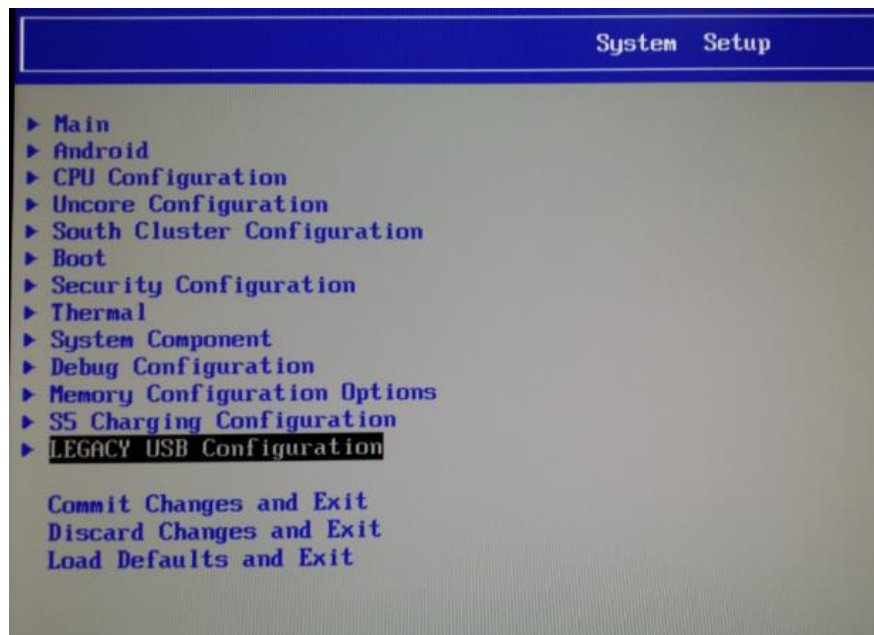 System Setup
Main
Android
CPU Configuration
Uncore Configuration
South Cluster Configuration
Boot
Security Configuration
Thermal
System Component
Debug Configuration
Memory Configuration Options
S5 Charging Configuration
LEGACY USB Configuration
Commit Changes and Exit
Discard Changes and Exit
Load Defaults and Exit